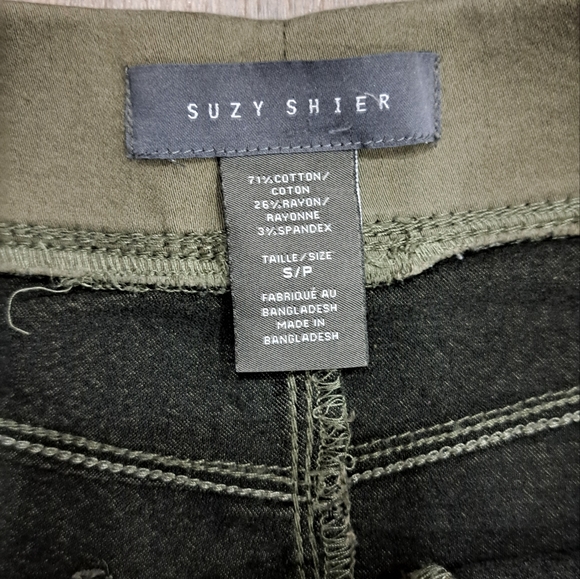 SUZY SHIER
71%COTTON/
COTON
26%RAYON/
RAYONNE
3%SPANDEX
TAILLE/SIZE
S/P
FABRIQUÉ AU
BANGLADESH
MADE IN
BANGLADESH